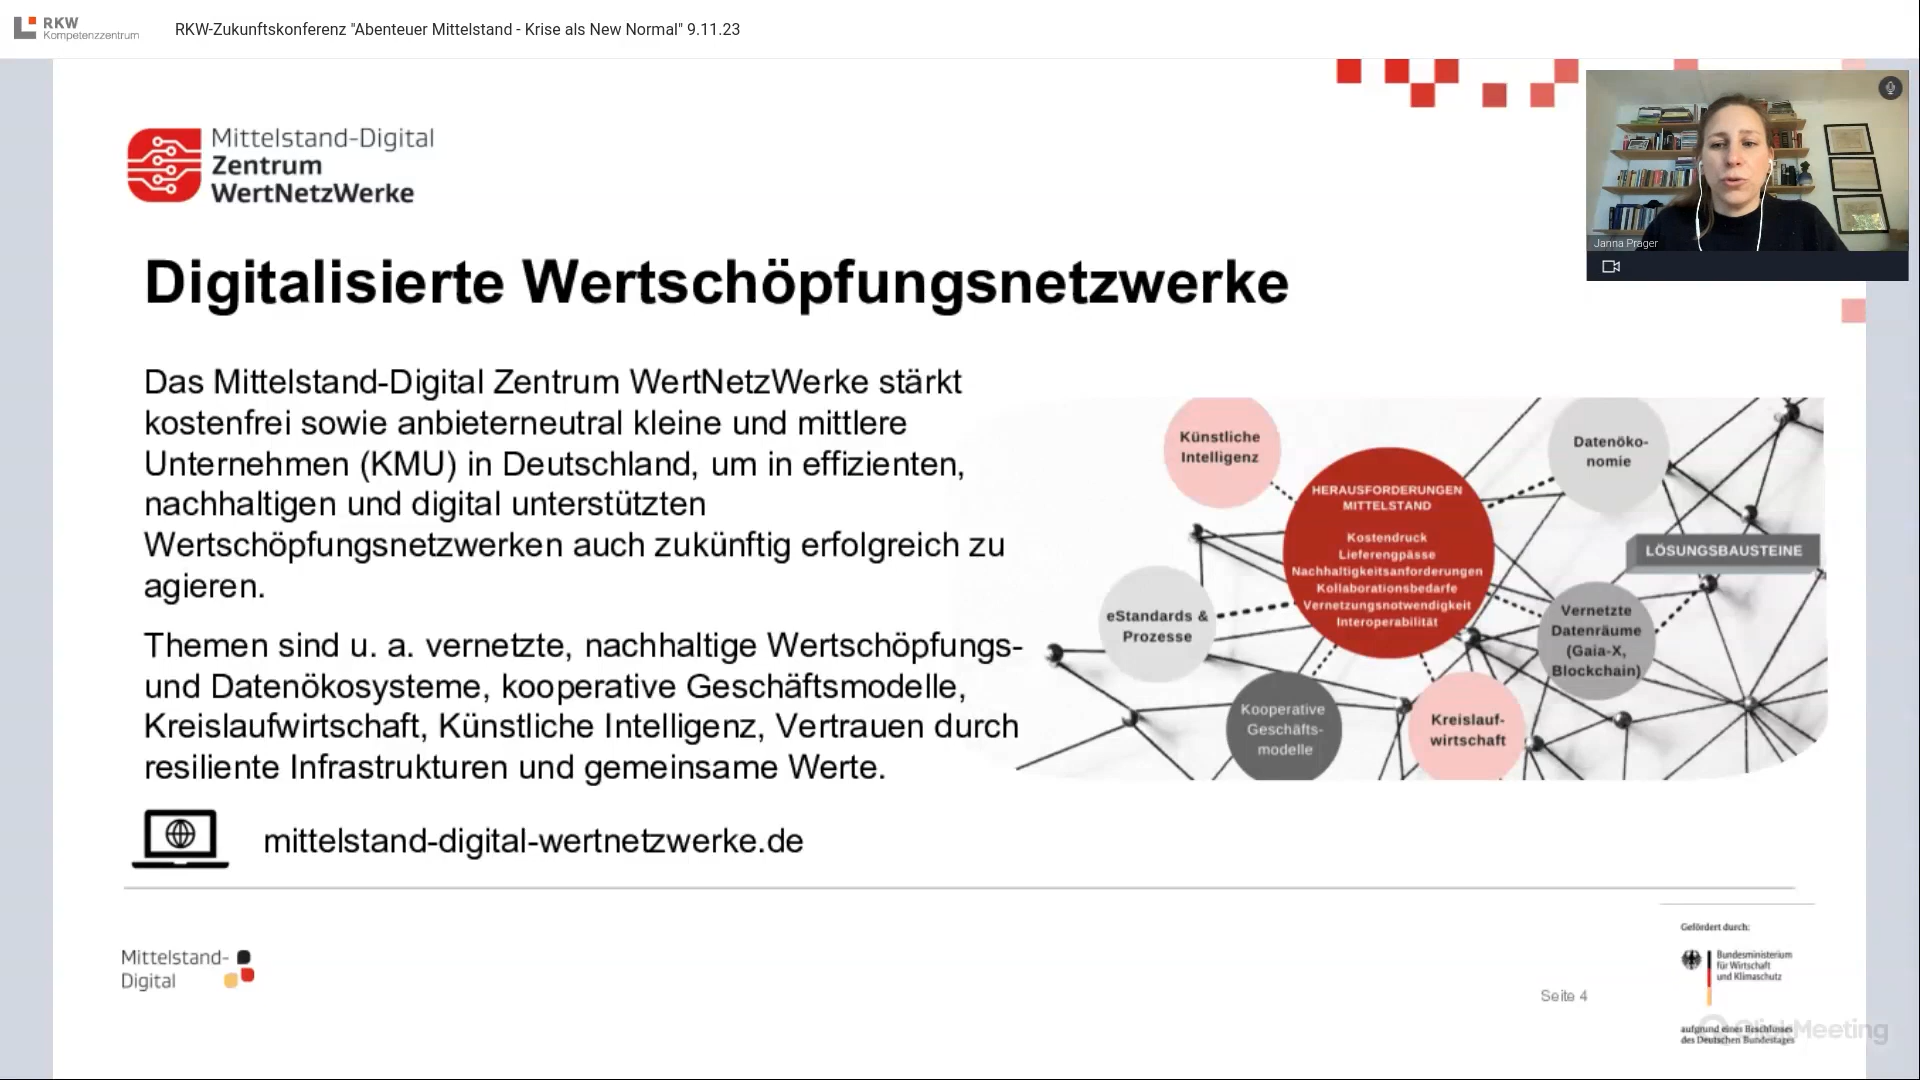 RKW
Kompetenzzentrum
RKW-Zukunftskonferenz "Abenteuer Mittelstand - Krise als New Normal" 9.11.23
Mittelstand-Digital
Zentrum
WertNetzWerke
Janna Prager
Digitalisierte Wertschöpfungsnetzwerke
Das Mittelstand-Digital Zentrum WertNetzWerke stärkt
kostenfrei sowie anbieterneutral kleine und mittlere
Unternehmen (KMU) in Deutschland, um in effizienten,
nachhaltigen und digital unterstützten
Wertschöpfungsnetzwerken auch zukünftig erfolgreich zu
agieren.
Themen sind u. a. vernetzte, nachhaltige Wertschöpfungs-
und Datenökosysteme, kooperative Geschäftsmodelle,
Kreislaufwirtschaft, Künstliche Intelligenz, Vertrauen durch
resiliente Infrastrukturen und gemeinsame Werte.
mittelstand-digital-wertnetzwerke.de
Künstliche
Intelligenz
HERAUSFORDERUNGEN
MITTELSTAND
Kostendruck
Lieferengpässe
Nachhaltigkeitsanforderungen
Kollaborationsbedarfe
Vernetzungsnotwendigkeit
Interoperabilität
Datenöko-
nomie
LÖSUNGSBAUSTEINE
eStandards &
Prozesse
Vernetzte
Datenräume
(Gaia-X,
Blockchain)
Kooperative
Geschäfts-
modelle
Kreislauf-
wirtschaft
Mittelstand-
Digital
Seite 4
Gefördert durch:
Bundesministerium
für Wirtschaft
und Klimaschutz
aufgrund eines Beschlusses
des Deutschen Bundestages
ClickMeeting